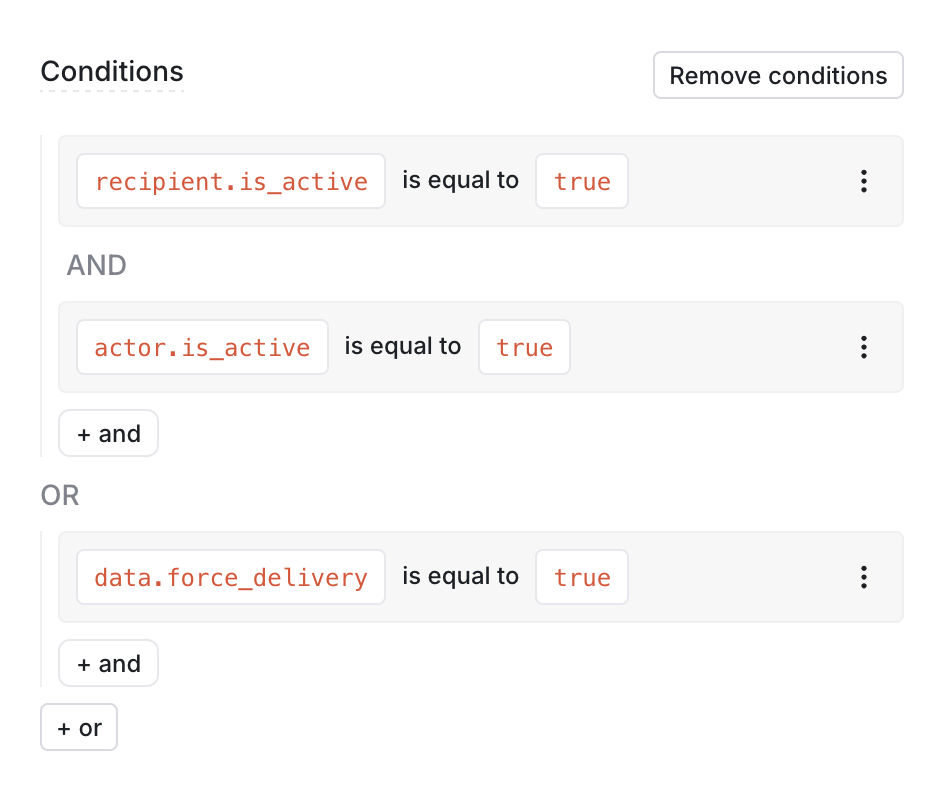 Conditions
Remove conditions
recipient.is_active is equal to true
AND
actor.is_active is equal to true
+ and
OR
data.force_delivery is equal to true
+ and
+ or